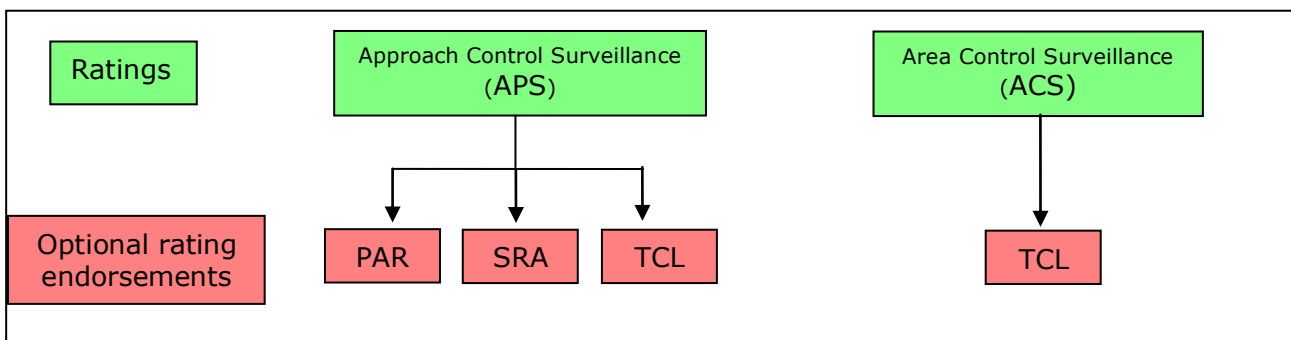 Ratings
Approach Control Surveillance
(APS)
Area Control Surveillance
(ACS)
Optional rating
endorsements
PAR
SRA
TCL
TCL